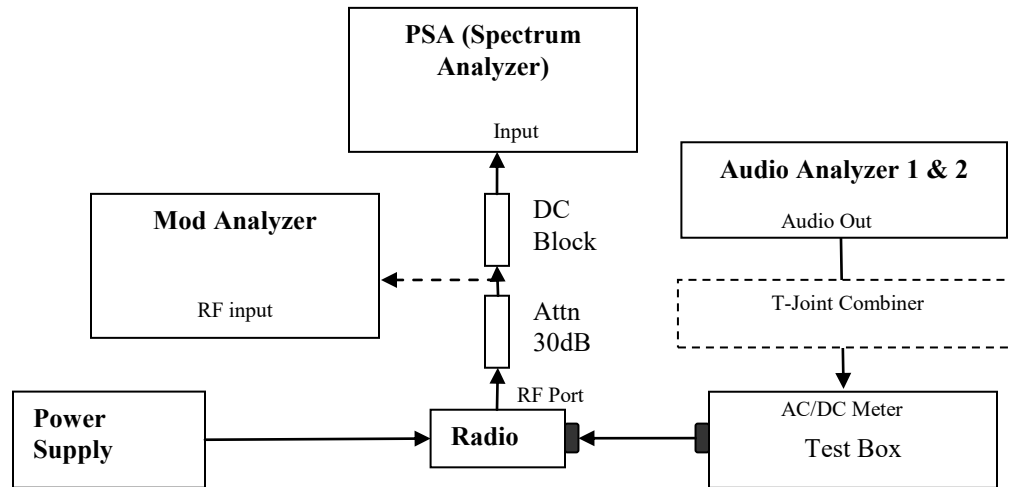 PSA (Spectrum
Analyzer)
Input
Audio Analyzer 1 & 2
Audio Out
DC
Block
Mod Analyzer
RF input
T-Joint Combiner
Attn
30dB
RF Port
Power
Supply
Radio
AC/DC Meter
Test Box